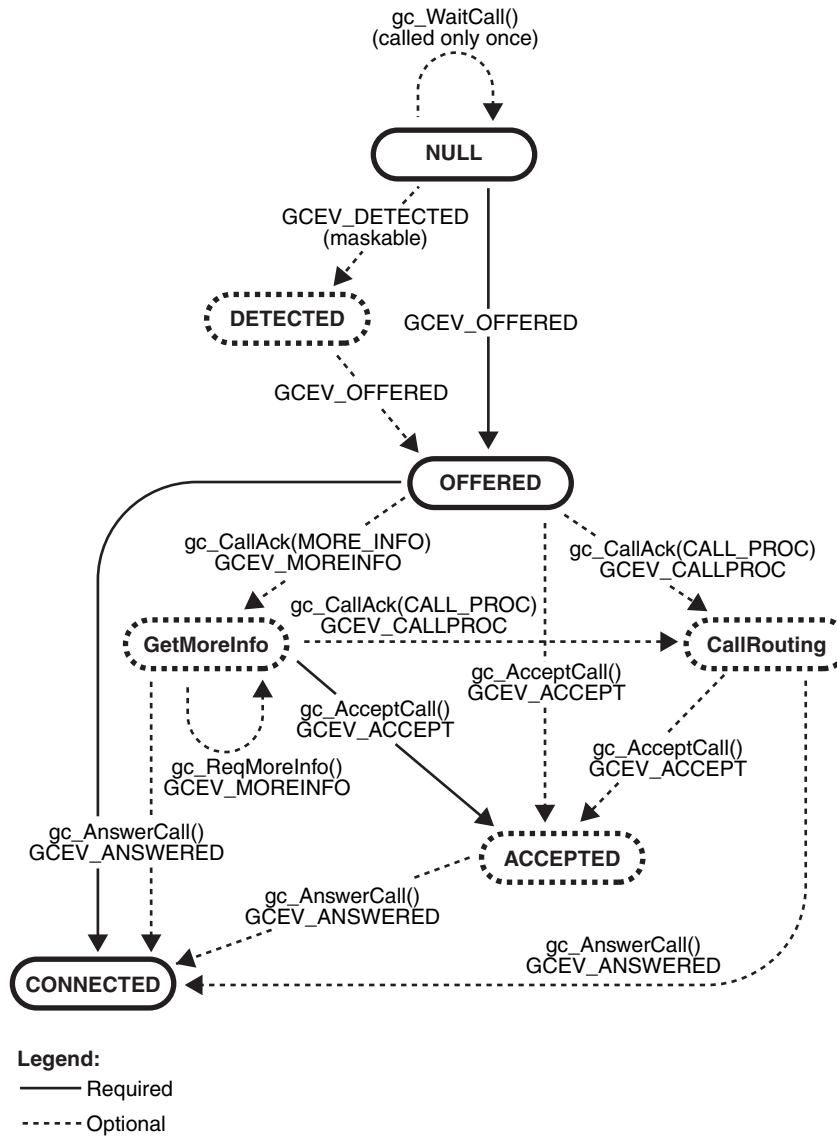 gc_WaitCall()
(called only once)
NULL
GCEV_DETECTED
(maskable)
DETECTED
GCEV_OFFERED
GCEV_OFFERED
OFFERED
gc_CallAck(MORE_INFO)
GCEV_MOREINFO
gc_CallAck(CALL_PROC)
GCEV_CALLPROC
gc_CallAck(CALL_PROC)
GCEV_CALLPROC
GetMoreInfo
CallRouting
gc_AcceptCall()
GCEV_ACCEPT
gc_AcceptCall()
GCEV_ACCEPT
gc_AcceptCall()
GCEV_ACCEPT
gc_ReqMoreInfo()
GCEV_MOREINFO
gc_AnswerCall()
GCEV_ANSWERED
ACCEPTED
gc_AnswerCall()
GCEV_ANSWERED
gc_AnswerCall()
GCEV_ANSWERED
CONNECTED
Legend:
Required
Optional